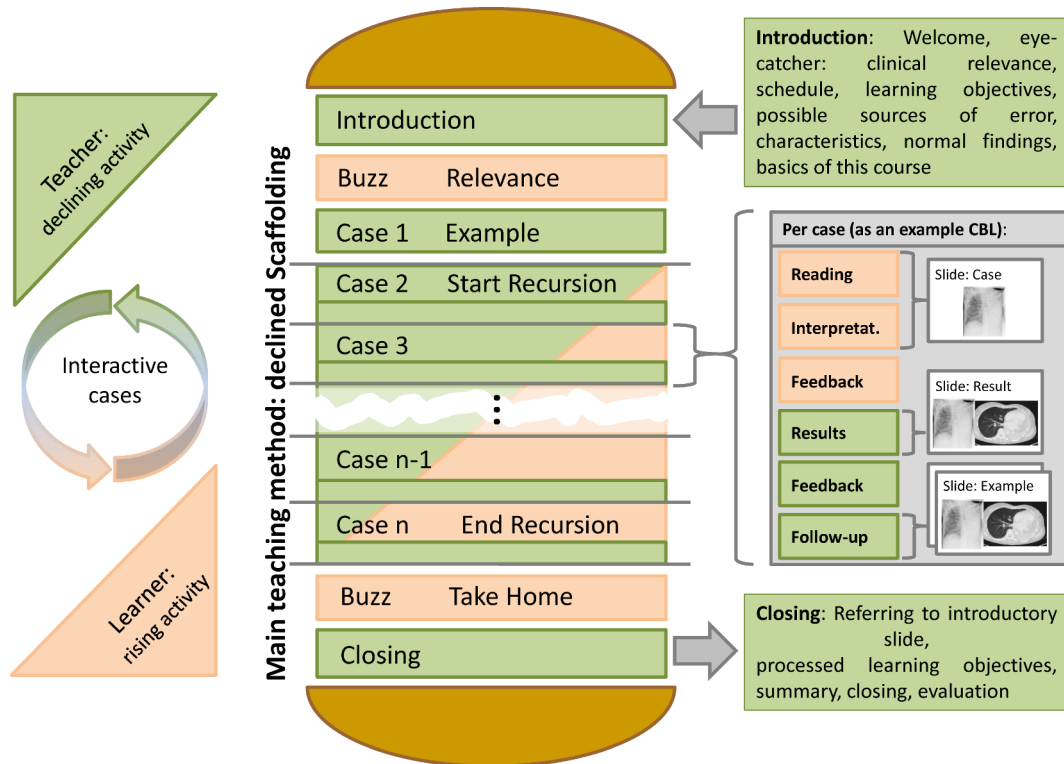 Introduction: Welcome, eye-
catcher: clinical relevance,
schedule, learning objectives,
possible sources of error,
characteristics, normal findings,
basics of this course
Teacher:
declining activity
Interactive
cases
Learner:
rising activity
Main teaching method: declined Scaffolding
Introduction
Buzz Relevance
Case 1 Example
Case 2 Start Recursion
Case 3
Case n-1
Case n End Recursion
Buzz Take Home
Closing
Per case (as an example CBL):
Reading
Interpretat.
Feedback
Results
Feedback
Follow-up
Slide: Case
Slide: Result
Slide: Example
Closing: Referring to introductory
slide,
processed learning objectives,
summary, closing, evaluation